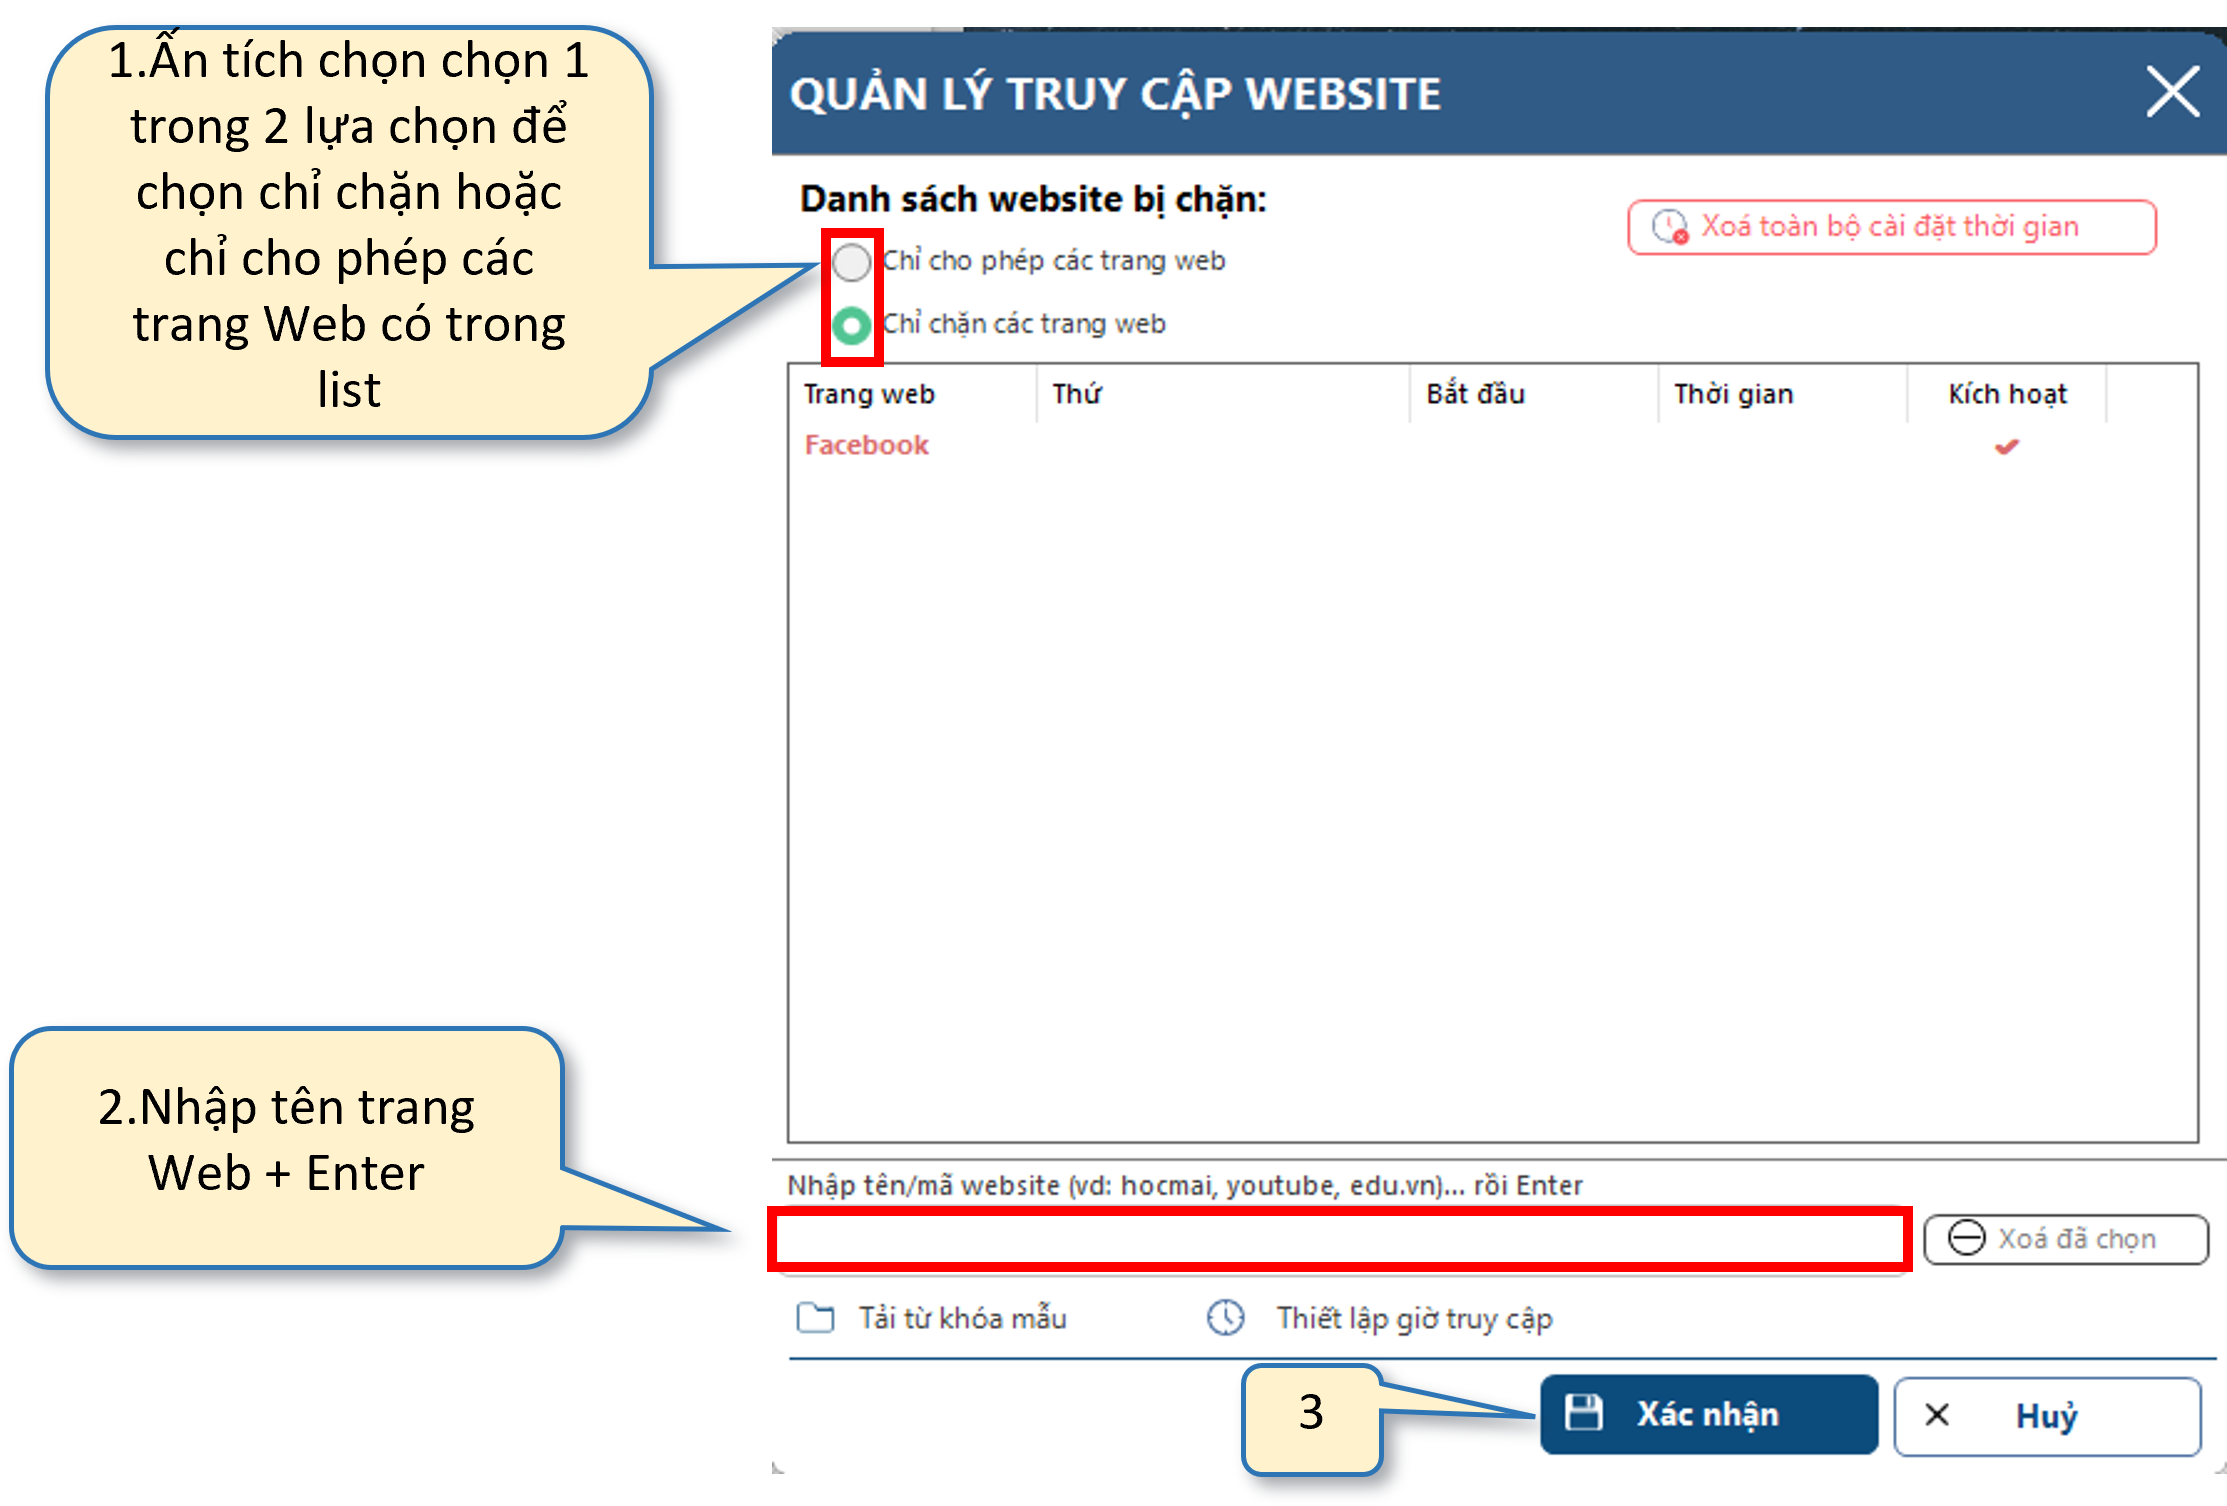 1.Ấn tích chọn chọn 1
trong 2 lựa chọn để
chọn chỉ chặn hoặc
chỉ cho phép các
trang Web có trong
list
QUẢN LÝ TRUY CẬP WEBSITE
Danh sách website bị chặn:
Xoá toàn bộ cài đặt thời gian
Chỉ cho phép các trang web
Chỉ chặn các trang web
Trang web Thứ Bắt đầu Thời gian Kích hoạt
Facebook
2.Nhập tên trang
Web + Enter
Nhập tên/mã website (vd: hocmai, youtube, edu.vn)... rồi Enter
Xoá đã chọn
Tải từ khóa mẫu Thiết lập giờ truy cập
3
Xác nhận Huỷ